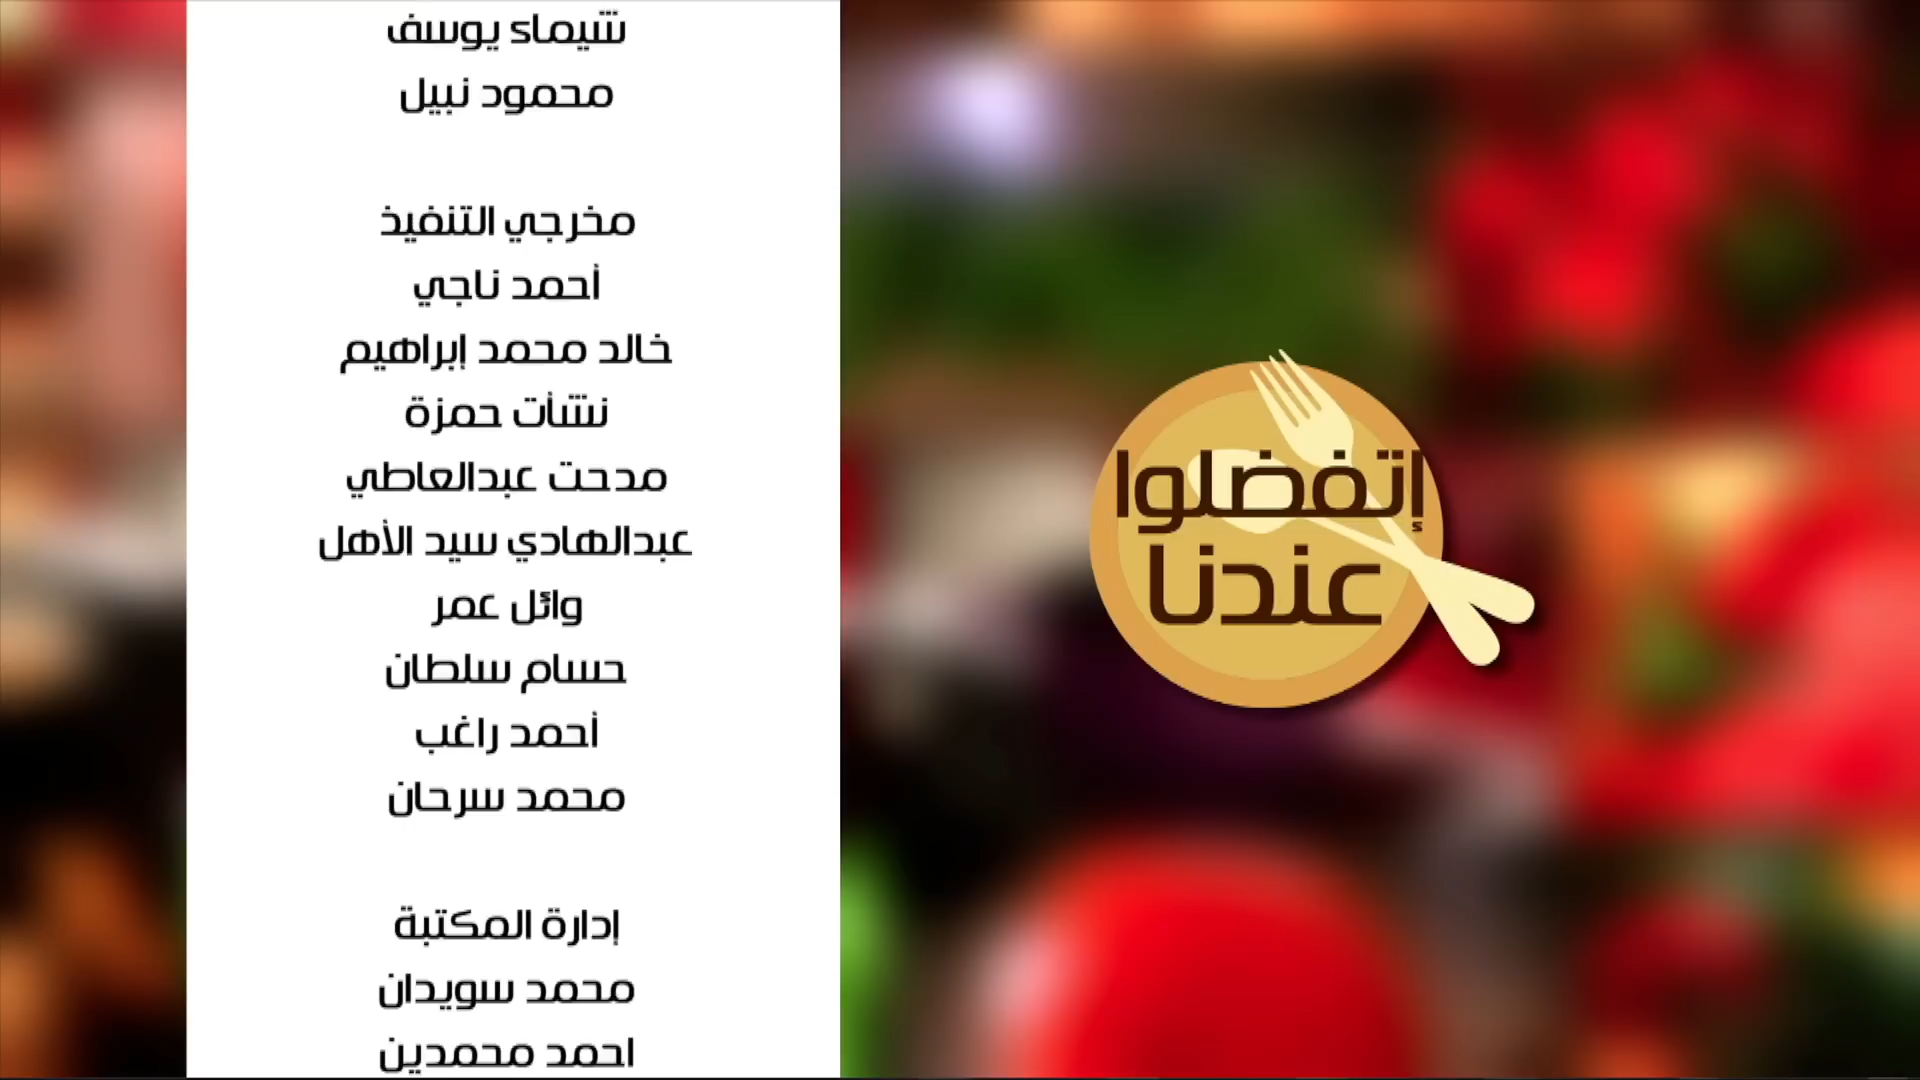 شيماء يوسف
محمود نبيل
مخرجي التنفيذ
أحمد ناجي
خالد محمد إبراهيم
نشأت حمزة
مدحت عبدالعاطي
عبدالهادي سيد الأهل
وائل عمر
حسام سلطان
أحمد راغب
محمد سرحان
إدارة المكتبة
محمد سويدان
احمد محمدين
إتفضلوا
عندنا